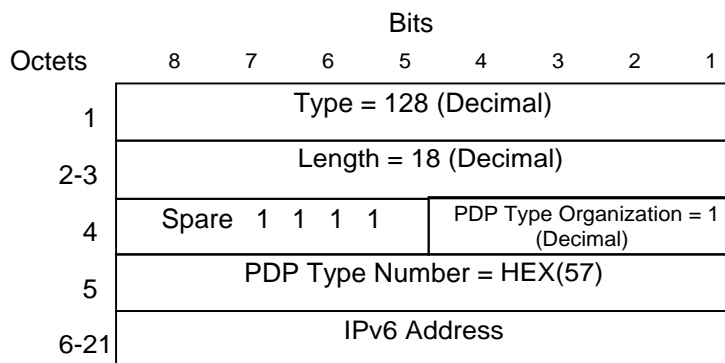 Bits
Octets 8 7 6 5 4 3 2 1
1 Type = 128 (Decimal)
2-3 Length = 18 (Decimal)
4 Spare 1 1 1 1 PDP Type Organization = 1
(Decimal)
5 PDP Type Number = HEX(57)
6-21 IPv6 Address